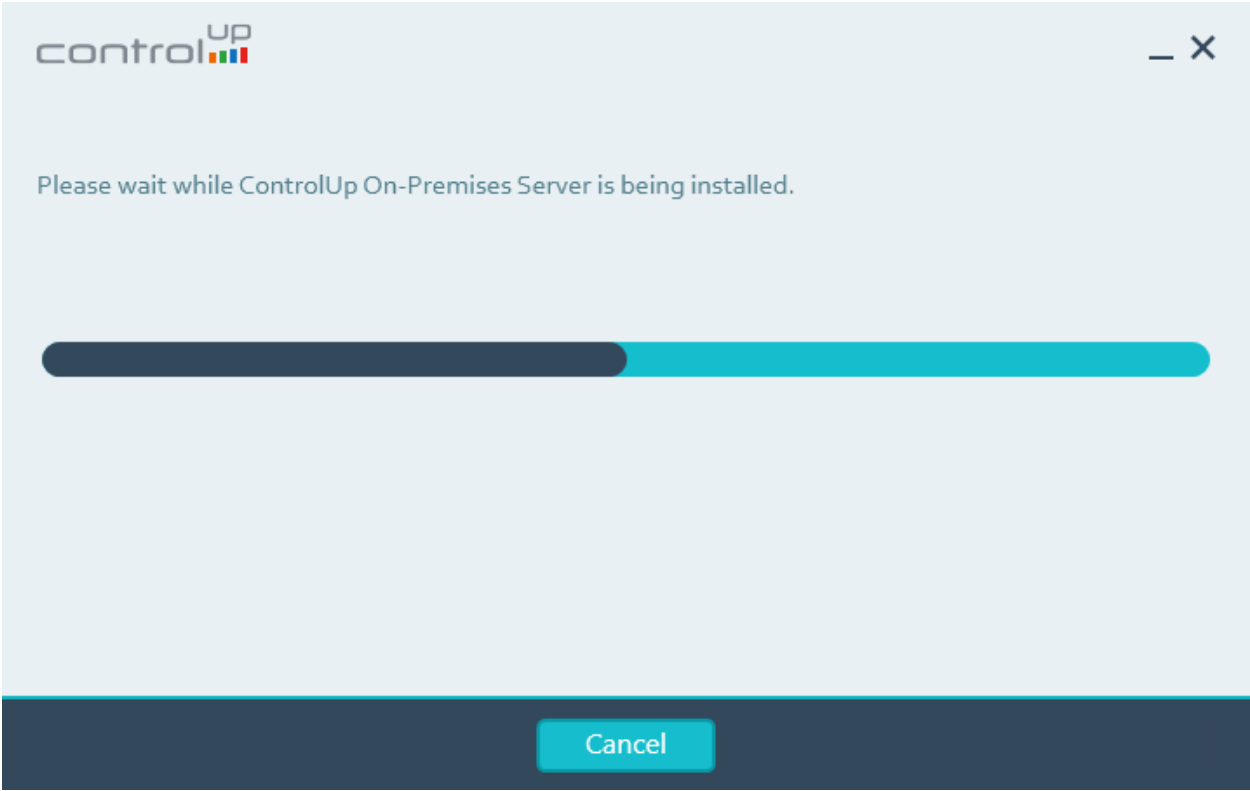 controlup
Please wait while ControlUp On-Premises Server is being installed.
Cancel